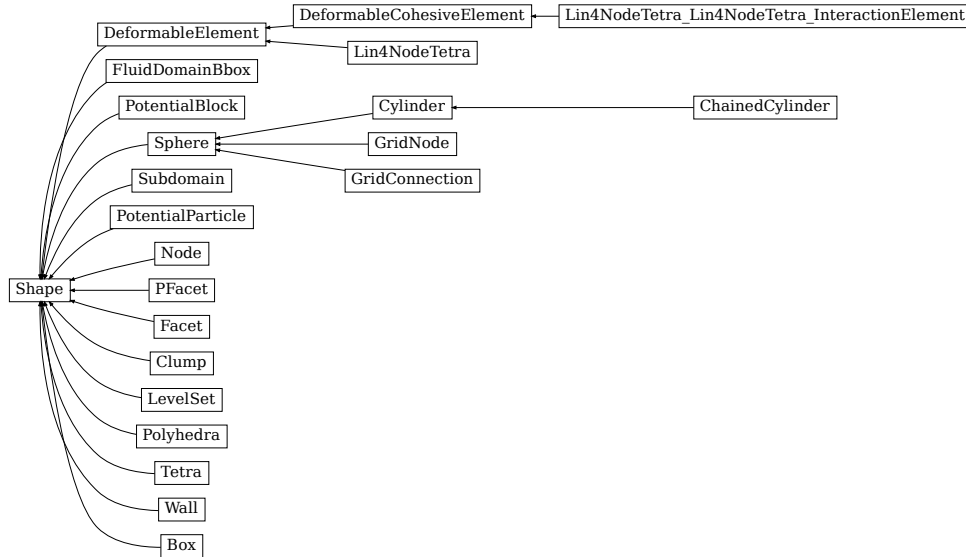 DeformableCohesiveElement
Lin4NodeTetra_Lin4NodeTetra_InteractionElement
DeformableElement
Lin4NodeTetra
FluidDomainBbox
PotentialBlock
Cylinder
ChainedCylinder
Sphere
GridNode
GridConnection
Subdomain
PotentialParticle
Node
Shape
PFacet
Facet
Clump
LevelSet
Polyhedra
Tetra
Wall
Box